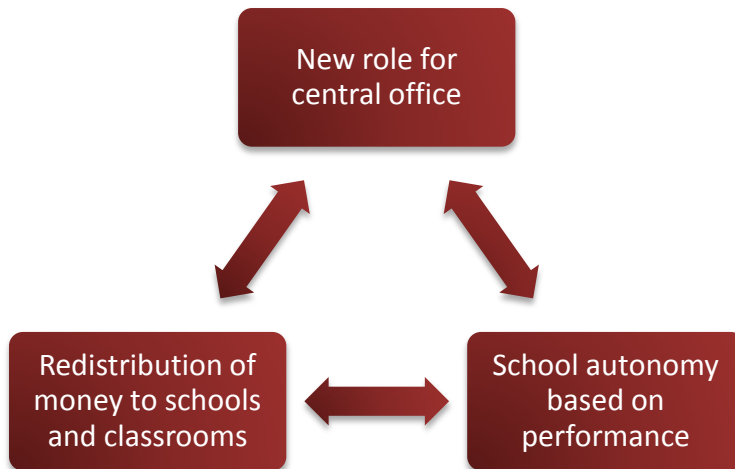 New role for
central office
Redistribution of
money to schools
and classrooms
School autonomy
based on
performance